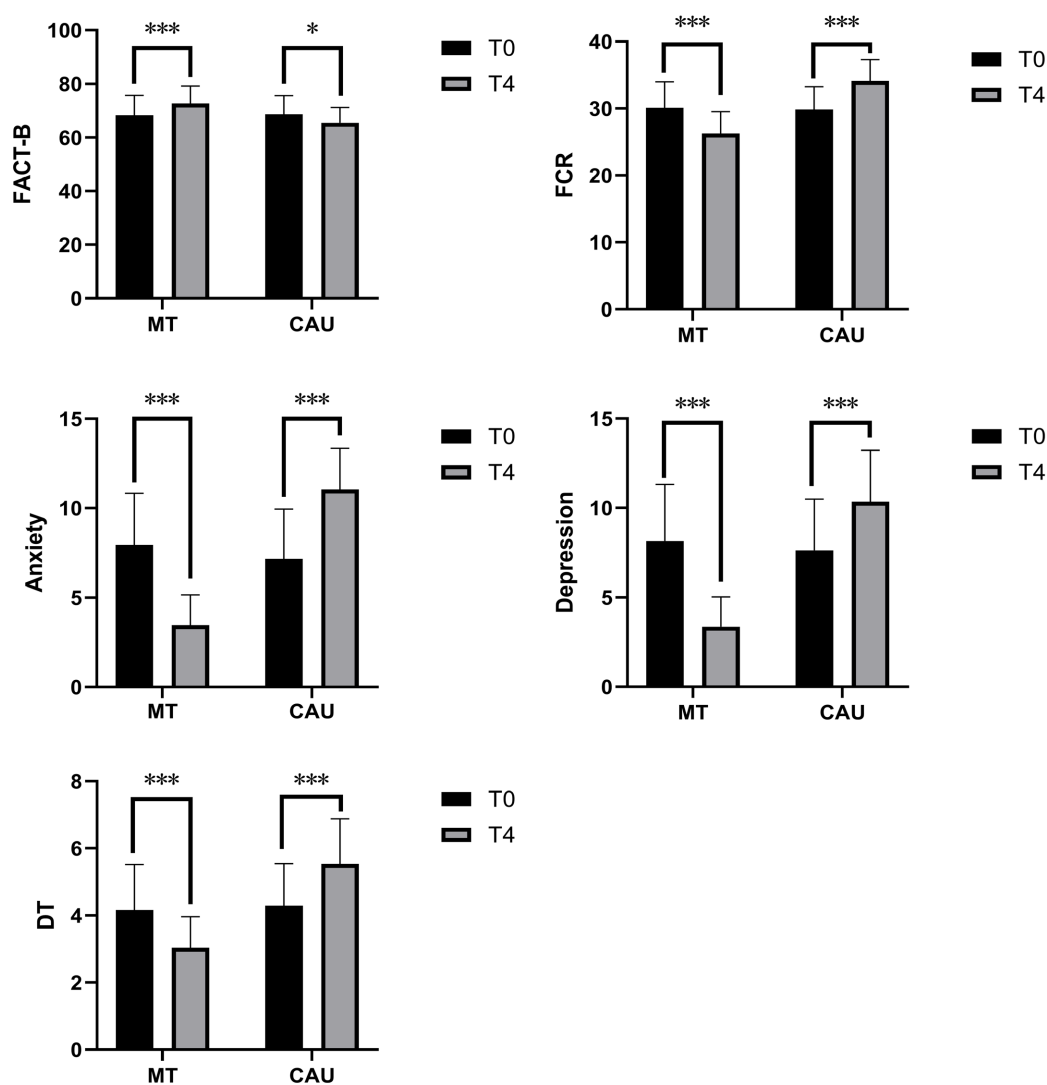 FACT-B
100
80
60
40
20
0
***
*
MT
CAU
T0
T4
FCR
40
30
20
10
0
***
***
MT
CAU
T0
T4
Anxiety
15
10
5
0
***
***
MT
CAU
T0
T4
Depression
15
10
5
0
***
***
MT
CAU
T0
T4
DT
8
6
4
2
0
***
***
MT
CAU
T0
T4